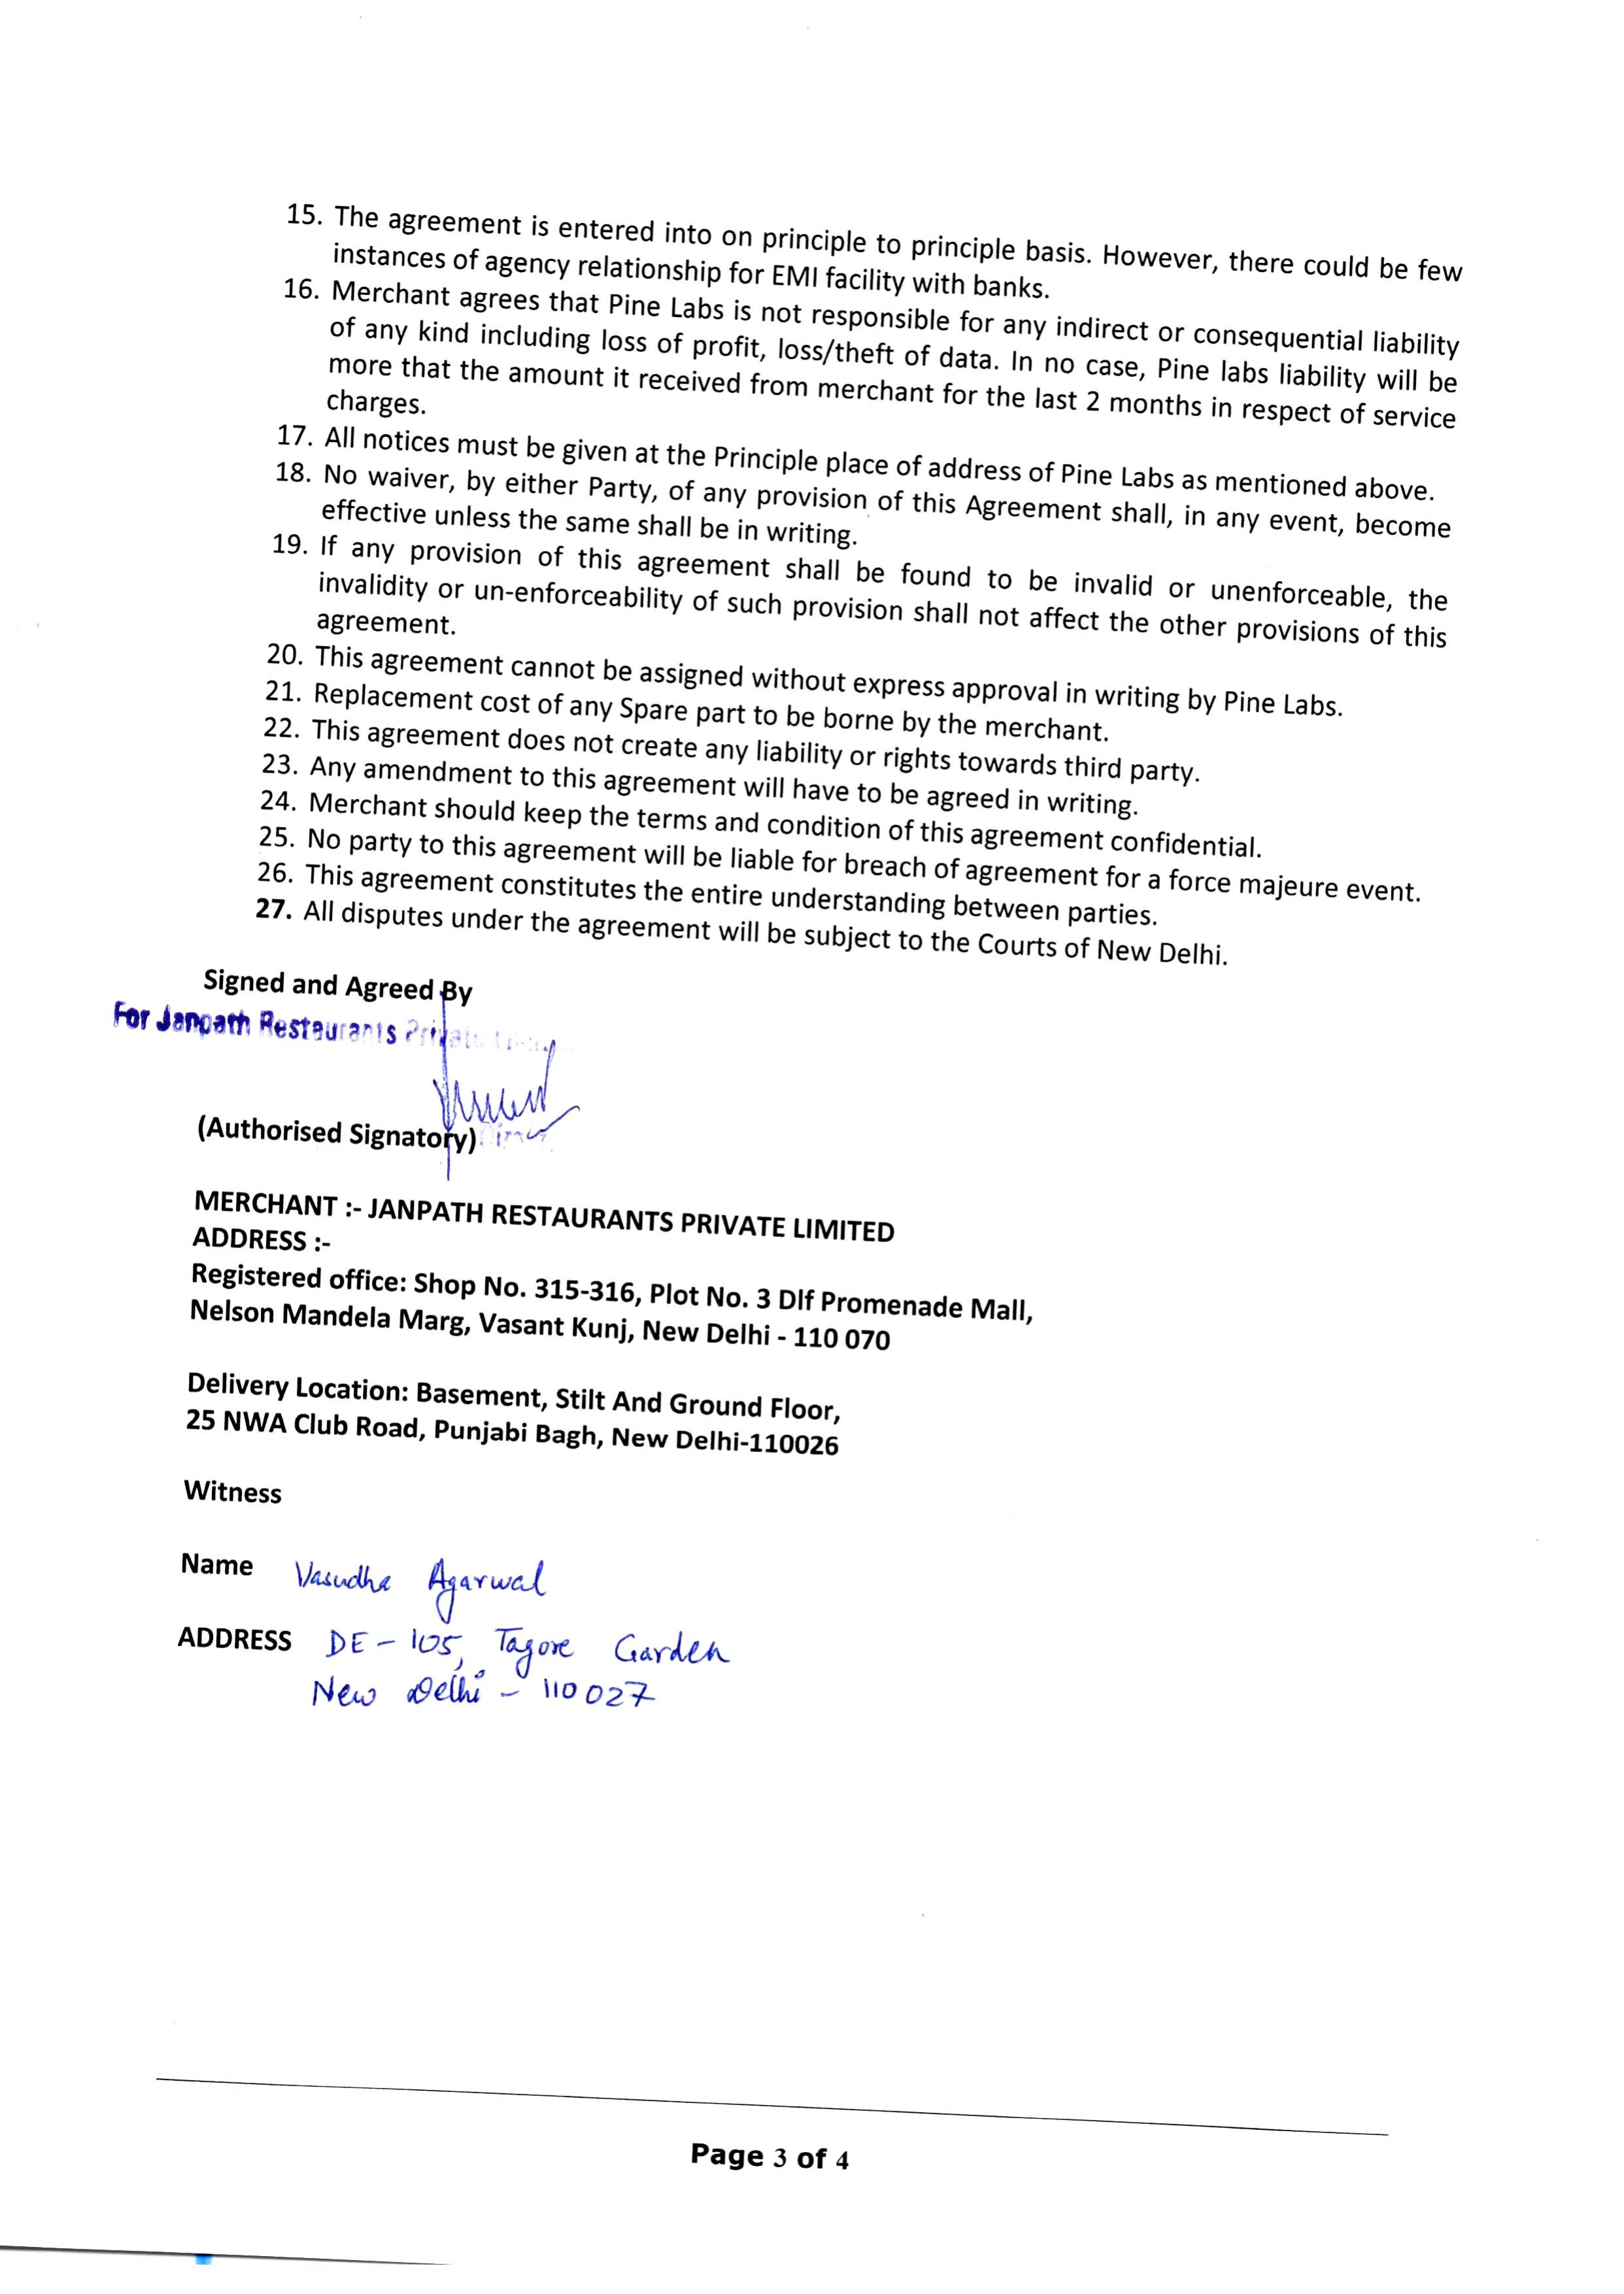 15. The agreement is entered into on principle to principle basis. However, there could be few
instances of agency relationship for EMI facility with banks.
16. Merchant agrees that Pine Labs is not responsible for any indirect or consequential liability
of any kind including loss of profit, loss/theft of data. In no case, Pine labs liability will be
more that the amount it received from merchant for the last 2 months in respect of service
charges.
17. All notices must be given at the Principle place of address of Pine Labs as mentioned above.
18. No waiver, by either Party, of any provision of this Agreement shall, in any event, become
effective unless the same shall be in writing.
19. If any provision of this agreement shall be found to be invalid or unenforceable, the
invalidity or un-enforceability of such provision shall not affect the other provisions of this
agreement.
20. This agreement cannot be assigned without express approval in writing by Pine Labs.
21. Replacement cost of any Spare part to be borne by the merchant.
22. This agreement does not create any liability or rights towards third party.
23. Any amendment to this agreement will have to be agreed in writing.
24. Merchant should keep the terms and condition of this agreement confidential.
25. No party to this agreement will be liable for breach of agreement for a force majeure event.
26. This agreement constitutes the entire understanding between parties.
27. All disputes under the agreement will be subject to the Courts of New Delhi.
Signed and Agreed By
For Janpath Restaurants Private
(Authorised Signatory)
MERCHANT :- JANPATH RESTAURANTS PRIVATE LIMITED
ADDRESS :-
Registered office: Shop No. 315-316, Plot No. 3 Dlf Promenade Mall,
Nelson Mandela Marg, Vasant Kunj, New Delhi - 110 070
Delivery Location: Basement, Stilt And Ground Floor,
25 NWA Club Road, Punjabi Bagh, New Delhi-110026
Witness
Name Vasudha Agarwal
ADDRESS DE - 105, Tagore Garden
New Delhi - 110027
Page 3 of 4